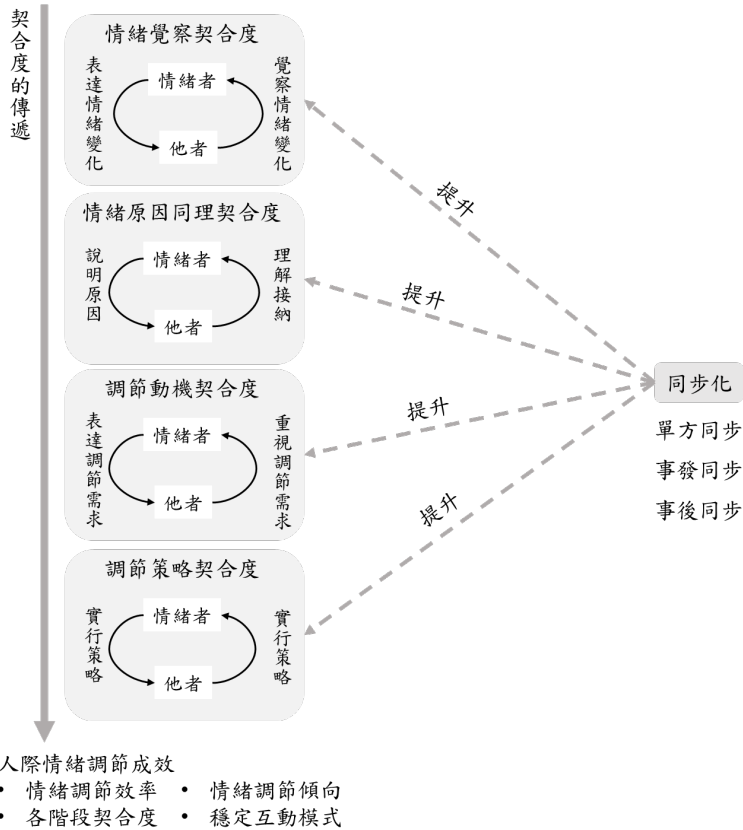 契合度的傳遞
情緒覺察契合度
表達情緒變化
情緒者
他者
覺察情緒變化
情緒原因同理契合度
說明原因
情緒者
他者
理解接納
調節動機契合度
表達調節需求
情緒者
他者
重視調節需求
調節策略契合度
實行策略
情緒者
他者
實行策略
提升
提升
提升
提升
同步化
單方同步
事發同步
事後同步
人際情緒調節成效
• 情緒調節效率 • 情緒調節傾向
• 各階段契合度 • 穩定互動模式